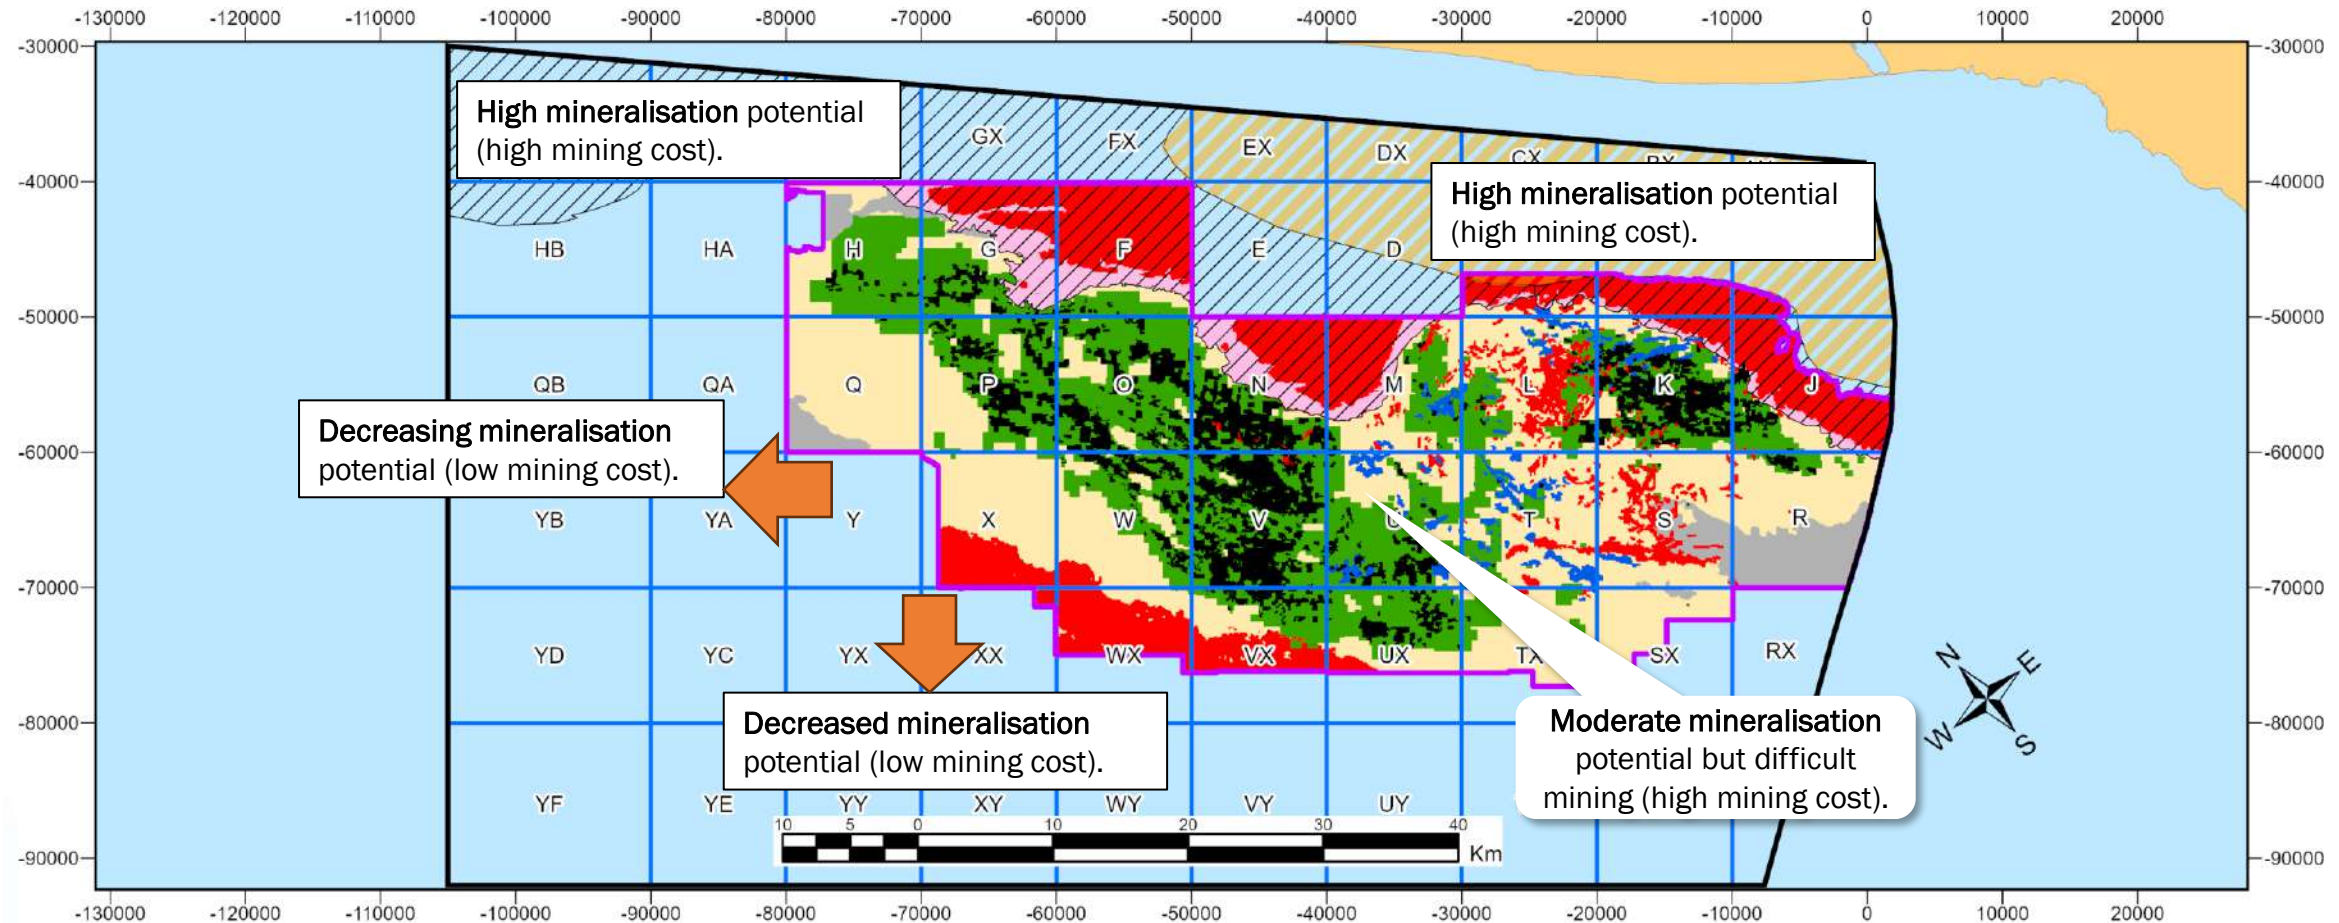 -130000 -120000 -110000 -100000 -90000 -80000 -70000 -60000 -50000 -40000 -30000 -20000 -10000 0 10000 20000
-30000 -30000
High mineralisation potential
(high mining cost).
GX FX EX DX CX BX
-40000 -40000
High mineralisation potential
(high mining cost).
HB HA H G F E D
-50000 -50000
QB QA Q P O N M L K J
Decreasing mineralisation
potential (low mining cost).
-60000 -60000
YB YA Y X W V U T S R
-70000 -70000
YD YC YX XX WX VX UX TX SX RX
N E
W S
Decreased mineralisation
potential (low mining cost).
Moderate mineralisation
potential but difficult
mining (high mining cost).
-80000 -80000
YF YE YY XY WY VY UY
10 5 0 10 20 30 40
Km
-90000 -90000
-130000 -120000 -110000 -100000 -90000 -80000 -70000 -60000 -50000 -40000 -30000 -20000 -10000 0 10000 20000